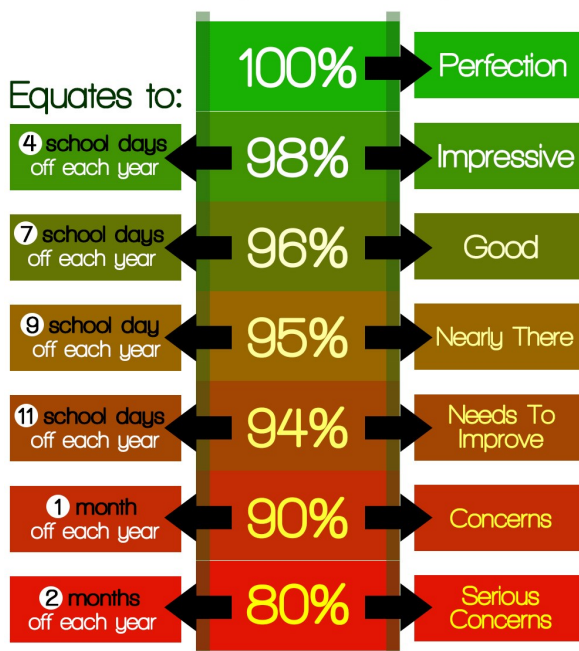 100%
Perfection
Equates to:
4 school days
off each year
98%
Impressive
7 school days
off each year
96%
Good
9 school day
off each year
95%
Nearly There
11 school days
off each year
94%
Needs To
Improve
1 month
off each year
90%
Concerns
2 months
off each year
80%
Serious
Concerns